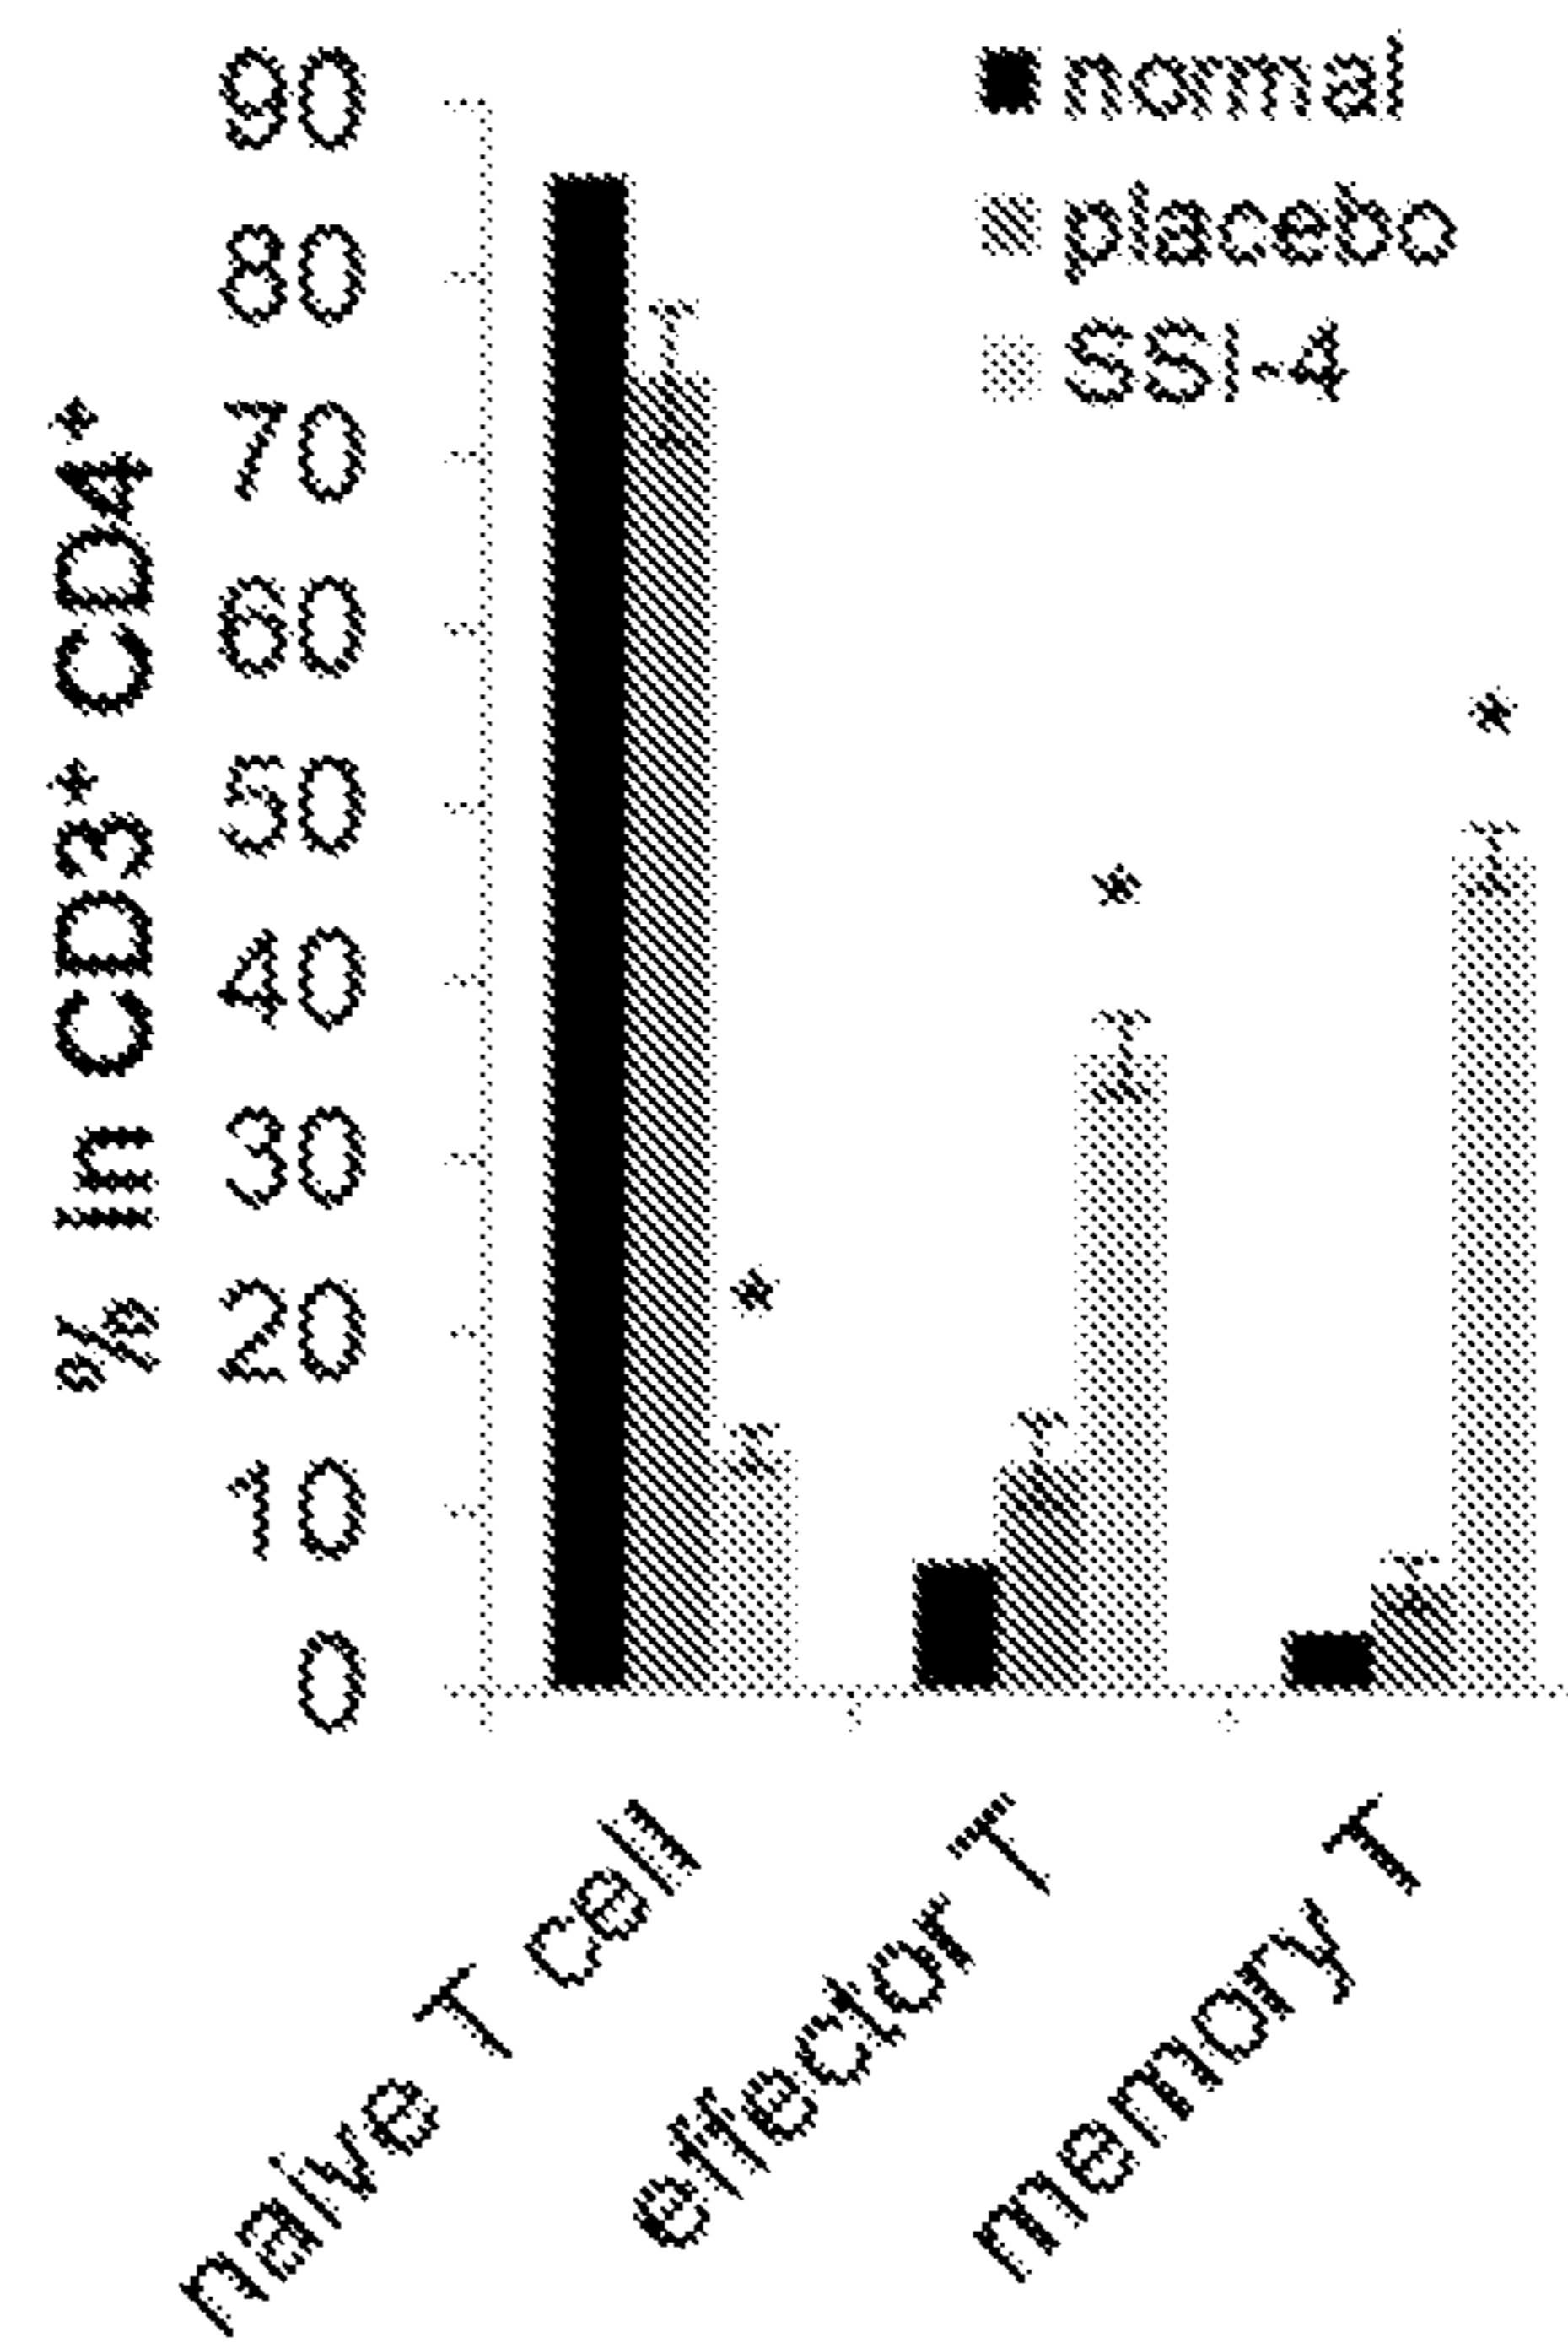 % in CD3⁺ CD4⁺
90
80
70
60
50
40
30
20
10
0
normal
placebo
SSI-4
*
*
*
naive T cell
effector T
memory T